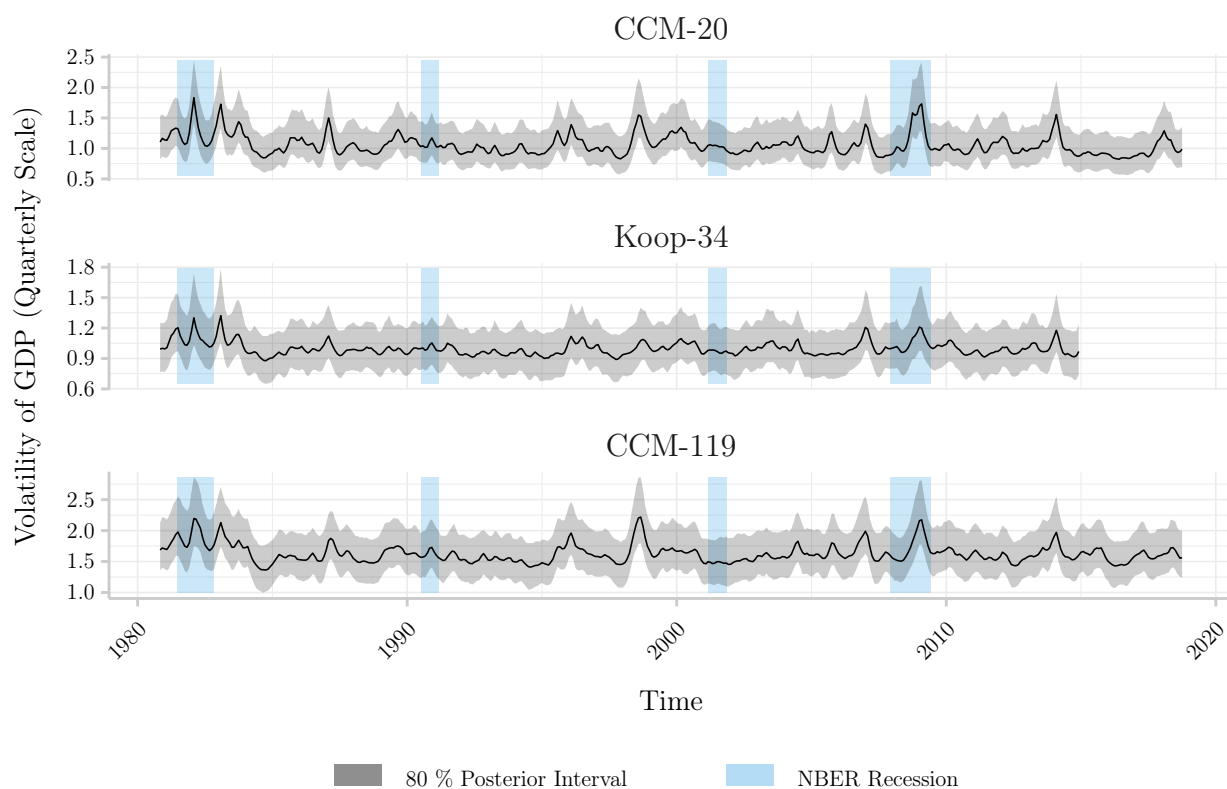 CCM-20
2.5
2.0
1.5
1.0
0.5
Koop-34
1.8
1.5
1.2
0.9
0.6
CCM-119
2.5
2.0
1.5
1.0
Volatility of GDP (Quarterly Scale)
1980
1990
2000
2010
2020
Time
80 % Posterior Interval
NBER Recession